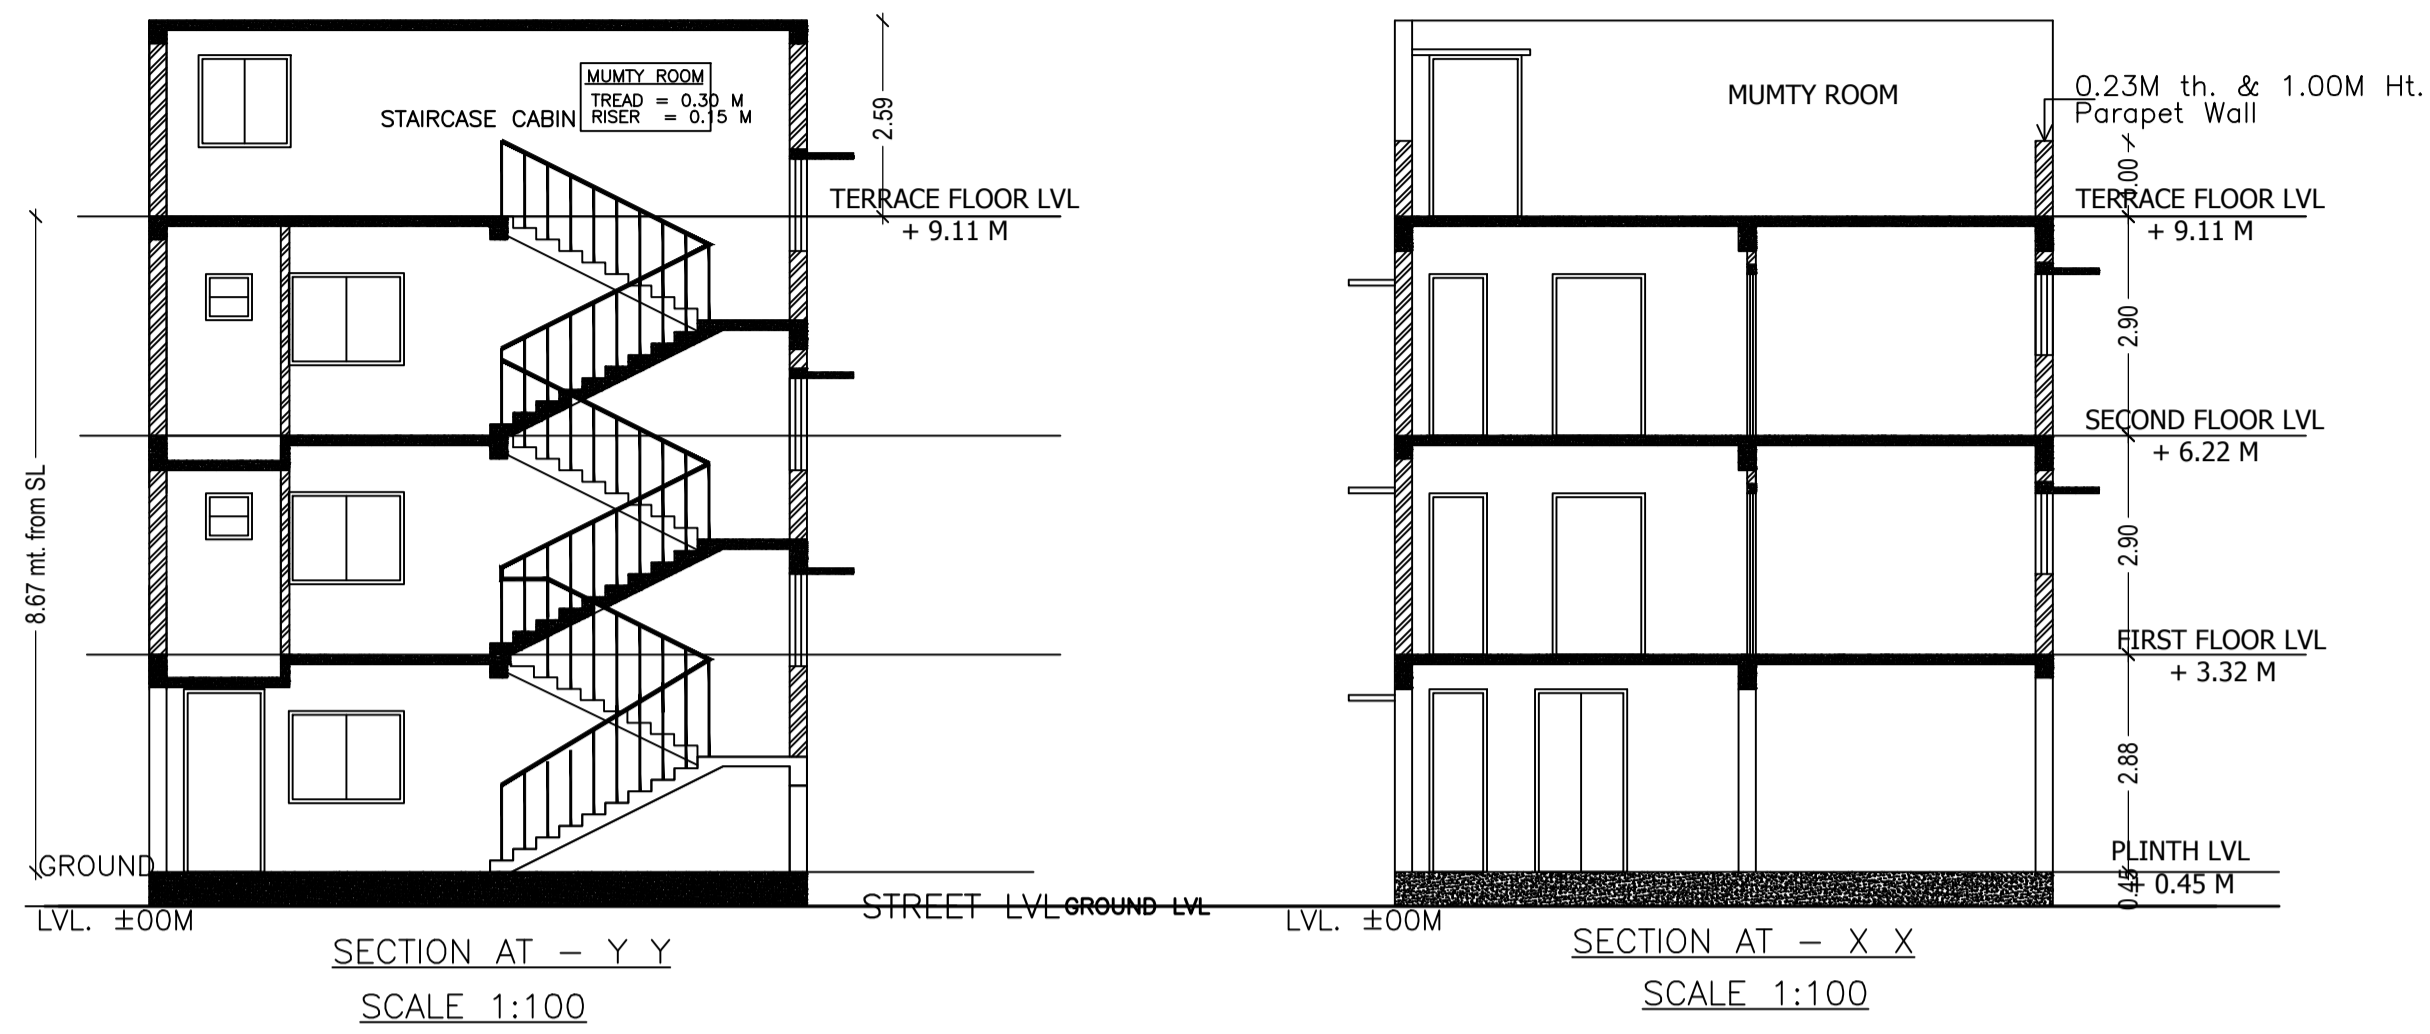 MUMTY ROOM
TREAD = 0.30 M
RISER = 0.15 M
STAIRCASE CABIN
2.59
TERRACE FLOOR LVL
+ 9.11 M
8.67 mt. from SL
GROUND
LVL. ±00M
STREET LVL
GROUND LVL
SECTION AT - Y Y
SCALE 1:100
MUMTY ROOM
0.23M th. & 1.00M Ht.
Parapet Wall
1.00
TERRACE FLOOR LVL
+ 9.11 M
2.90
SECOND FLOOR LVL
+ 6.22 M
2.90
FIRST FLOOR LVL
+ 3.32 M
2.88
PLINTH LVL
+ 0.45 M
0.45
LVL. ±00M
SECTION AT - X X
SCALE 1:100